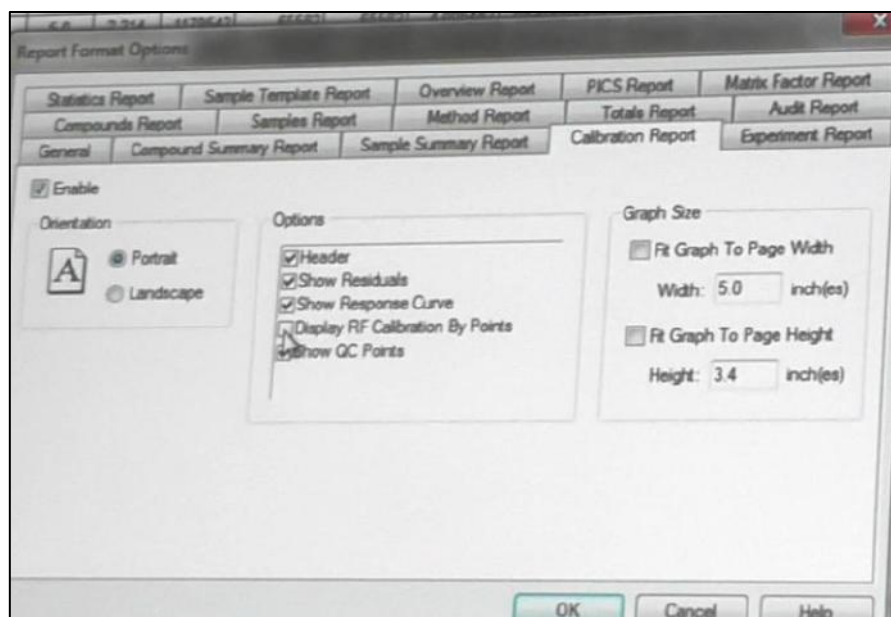 Report Format Options
Statistics Report Sample Template Report Overview Report PICS Report Matrix Factor Report
Compounds Report Samples Report Method Report Totals Report Audit Report
General Compound Summary Report Sample Summary Report Calibration Report Experiment Report
Enable
Orientation
A
Portrait
Landscape
Options
Header
Show Residuals
Show Response Curve
Display RF Calibration By Points
Show QC Points
Graph Size
Fit Graph To Page Width
Width: 5.0 inch(es)
Fit Graph To Page Height
Height: 3.4 inch(es)
OK Cancel Help